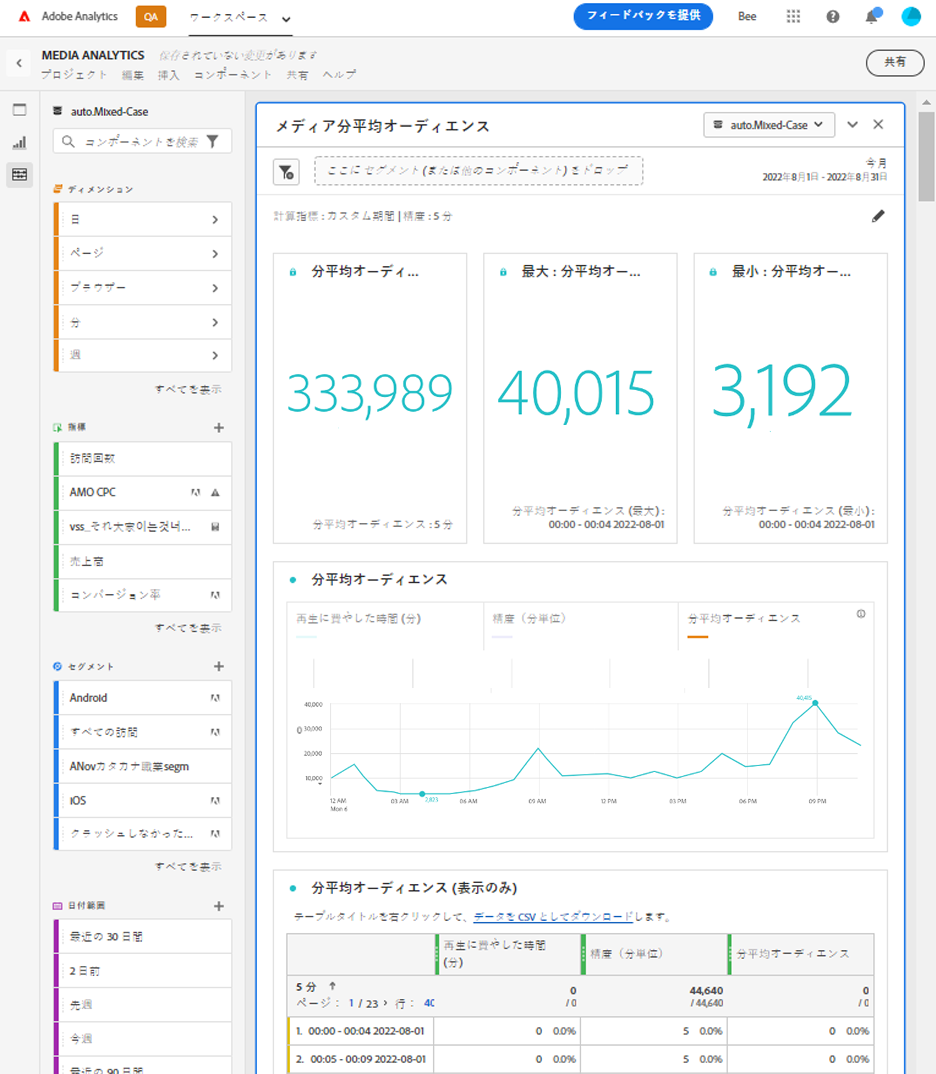 Adobe Analytics
QA
ワークスペース
フィードバックを提供
Bee
MEDIA ANALYTICS 保存されていない変更があります
プロジェクト 編集 挿入 コンポーネント 共有 ヘルプ
共有
auto.Mixed-Case
コンポーネントを検索
ディメンション
日
ページ
ブラウザー
分
週
すべてを表示
指標
訪問回数
AMO CPC
売上高
コンバージョン率
すべてを表示
セグメント
Android
すべての訪問
ANovカタカナ職業segm
iOS
クラッシュしなかった...
すべてを表示
日付範囲
最近の 30 日間
2 日前
先週
今週
最近の 90 日間
メディア分平均オーディエンス
auto.Mixed-Case
ここに セグメント (または他のコンポーネント) をドロップ
今月
2022年8月1日 - 2022年8月31日
計算指標 : カスタム期間 | 精度 : 5 分
分平均オーディ...
333,989
分平均オーディエンス : 5 分
最大 : 分平均オー...
40,015
分平均オーディエンス (最大) :
00:00 - 00:04 2022-08-01
最小 : 分平均オー...
3,192
分平均オーディエンス (最小) :
00:00 - 00:04 2022-08-01
分平均オーディエンス
再生に費やした時間 (分)
精度（分単位）
分平均オーディエンス
40,000
30,000
20,000
10,000
0
12 AM
03 AM
06 AM
09 AM
12 PM
03 PM
06 PM
09 PM
分平均オーディエンス (表示のみ)
テーブルタイトルを右クリックして、データを CSV としてダウンロードします。
再生に費やした時間 (分)
精度（分単位）
分平均オーディエンス
5 分 ↑ 0 44,640 0
ページ： 1 / 23 › 行： 40 / 0 / 44,640 / 0
1. 00:00 - 00:04 2022-08-01 0 0.0% 5 0.0% 0 0.0%
2. 00:05 - 00:09 2022-08-01 0 0.0% 5 0.0% 0 0.0%